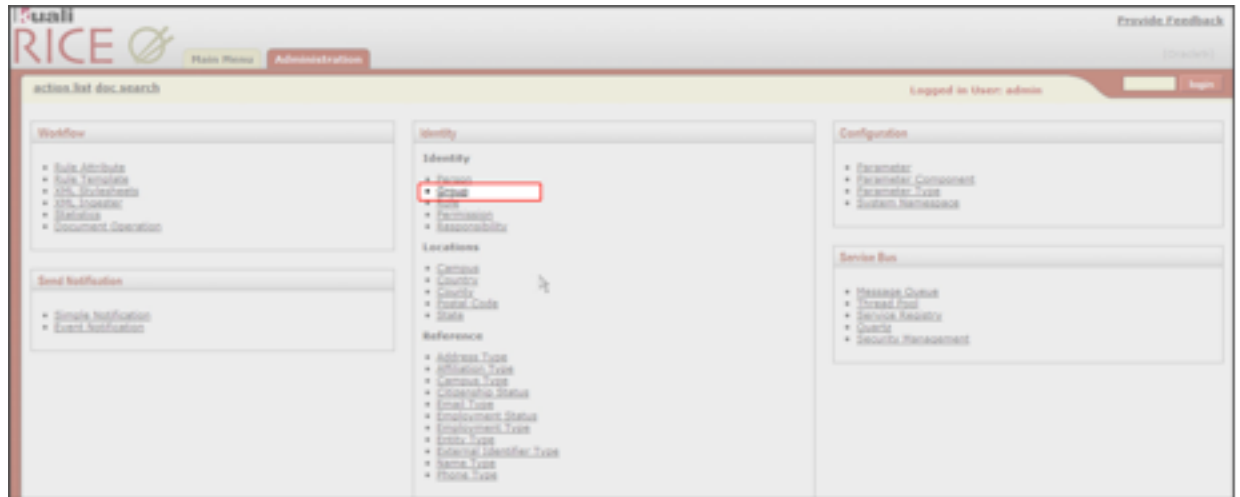 Kuali
RICE
Provide Feedback
Main Menu
Administration
action list doc search
Logged in User: admin
login
Workflow
Rule Attribute
Rule Template
XML Stylesheets
XML Ingester
Statistics
Document Operation
Send Notification
Simple Notification
Event Notification
Identity
Identity
Person
Group
Role
Permission
Responsibility
Locations
Campus
Country
County
Postal Code
State
Reference
Address Type
Affiliation Type
Campus Type
Citizenship Status
Email Type
Employment Status
Employment Type
Entity Type
External Identifier Type
Name Type
Phone Type
Configuration
Parameter
Parameter Component
Parameter Type
System Namespace
Service Bus
Message Queue
Thread Pool
Service Registry
Quartz
Security Management